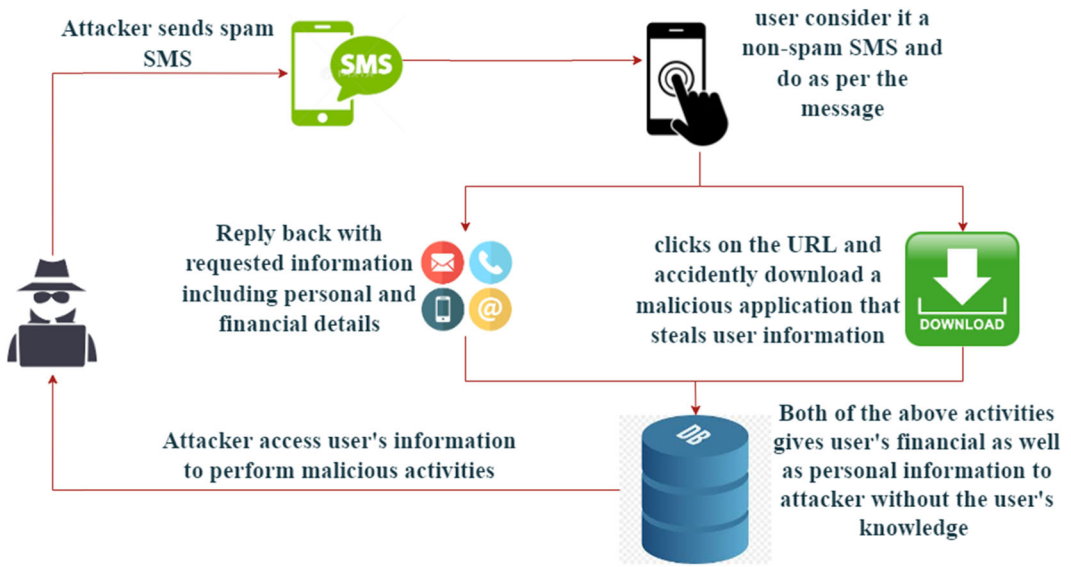 Attacker sends spam
SMS
SMS
user consider it a
non-spam SMS and
do as per the
message
Reply back with
requested information
including personal and
financial details
@
clicks on the URL and
accidently download a
malicious application that
steals user information
DOWNLOAD
Attacker access user's information
to perform malicious activities
DB
Both of the above activities
gives user's financial as well
as personal information to
attacker without the user's
knowledge